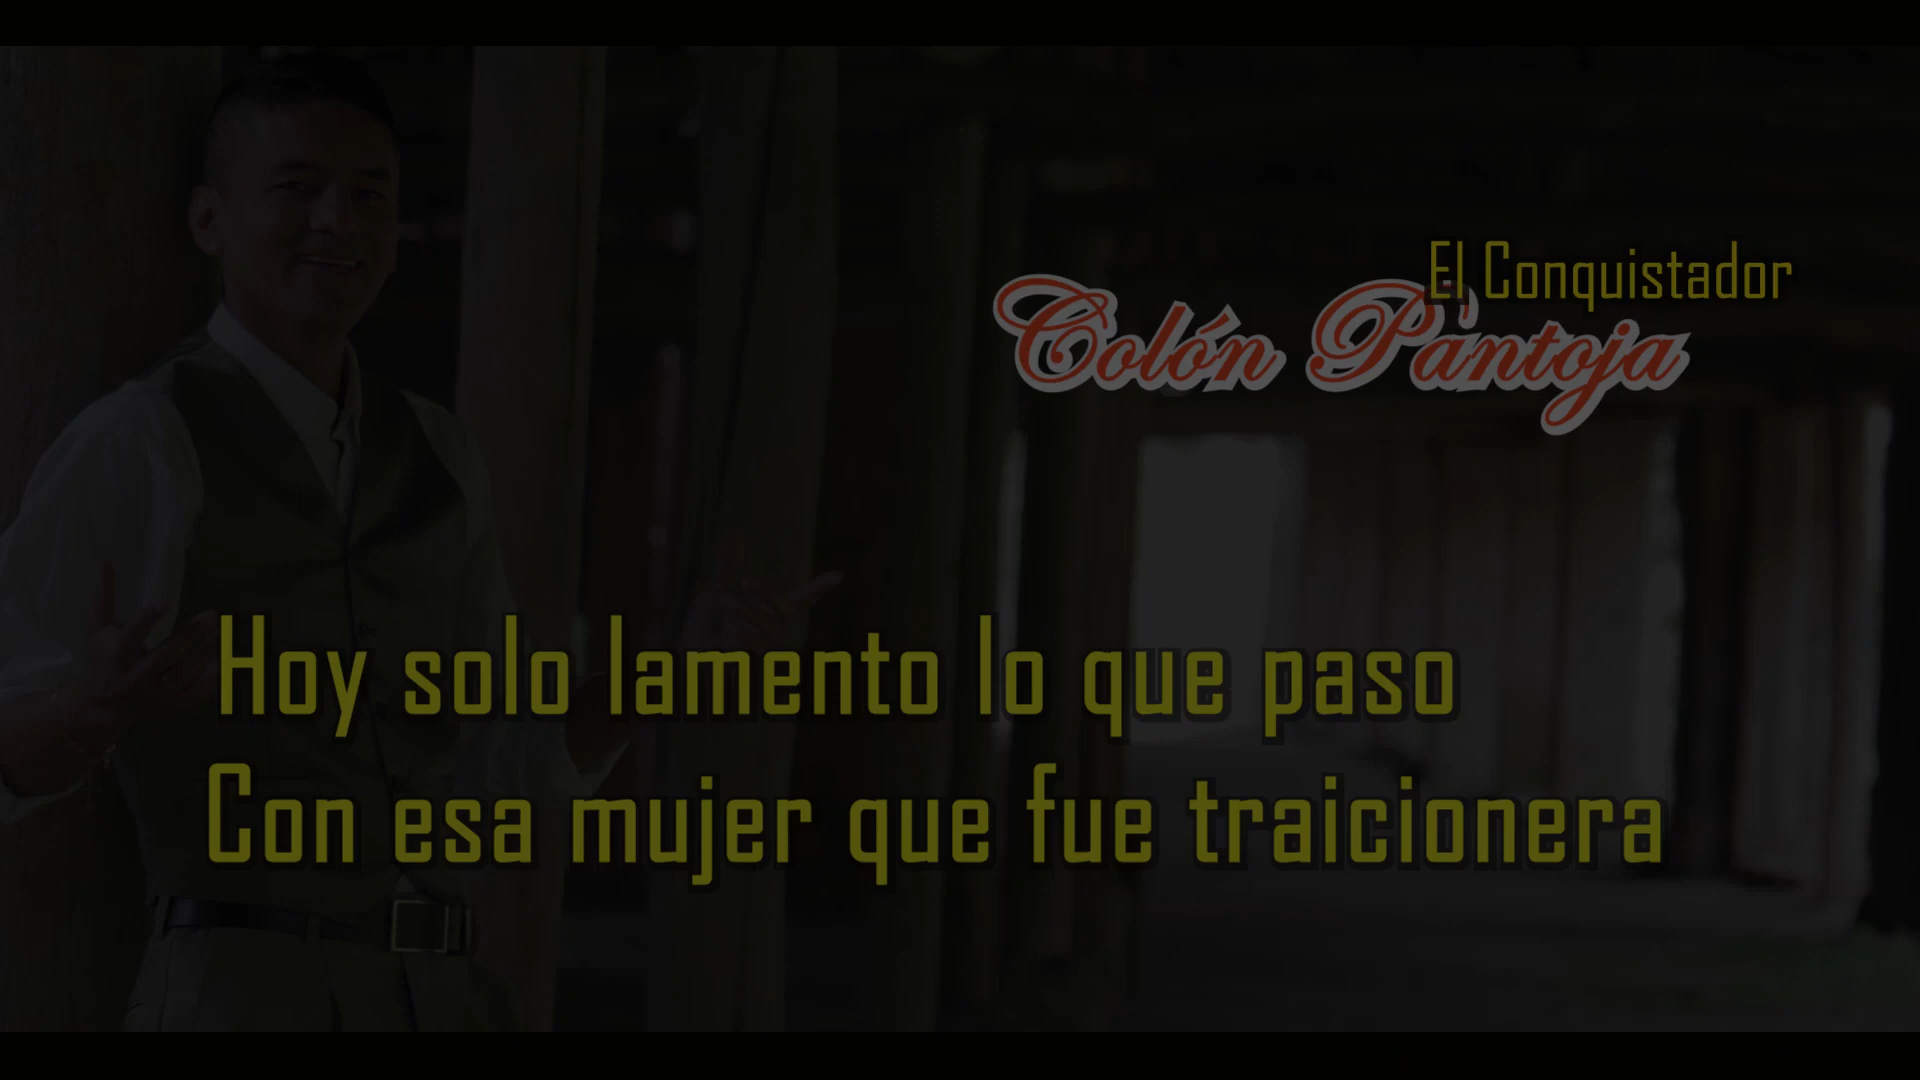 El Conquistador
Colón Pantoja
Hoy solo lamento lo que paso
Con esa mujer que fue traicionera